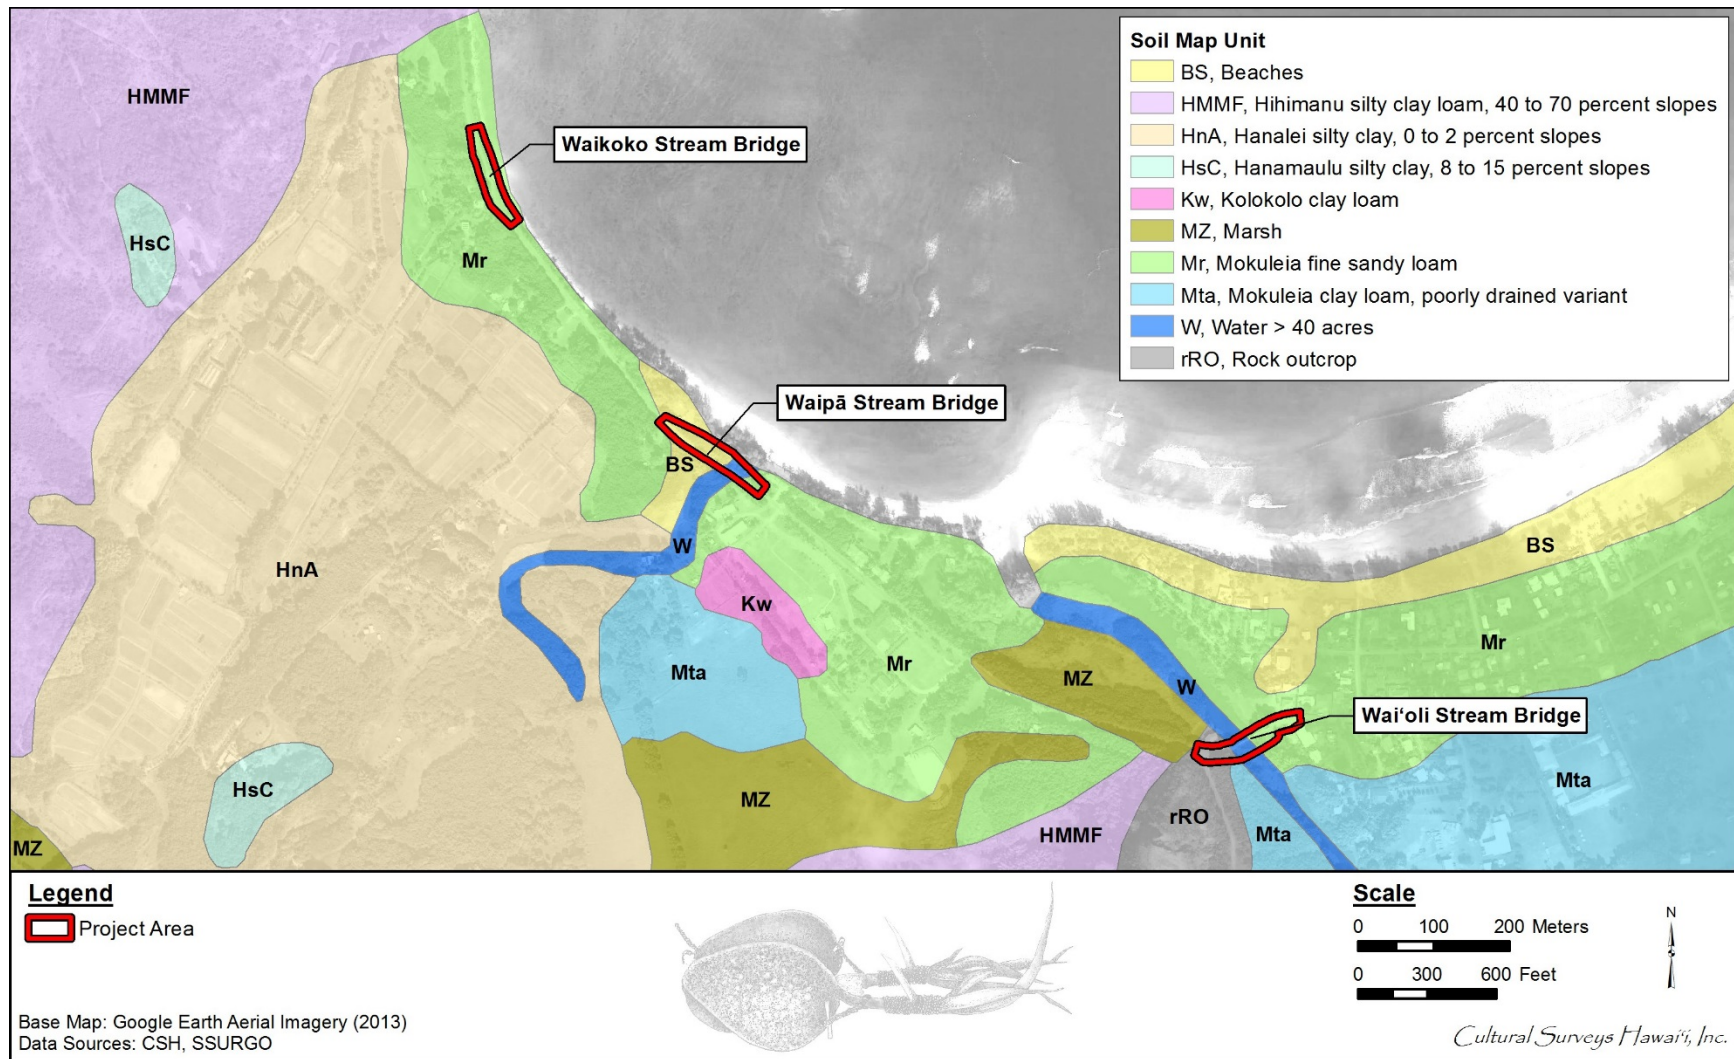 Soil Map Unit
BS, Beaches
HMMF, Hihimanu silty clay loam, 40 to 70 percent slopes
HnA, Hanalei silty clay, 0 to 2 percent slopes
HsC, Hanamaulu silty clay, 8 to 15 percent slopes
Kw, Kolokolo clay loam
MZ, Marsh
Mr, Mokuleia fine sandy loam
Mta, Mokuleia clay loam, poorly drained variant
W, Water > 40 acres
rRO, Rock outcrop
HMMF
Waikoko Stream Bridge
HsC
Mr
Waipā Stream Bridge
BS
W
BS
HnA
Kw
Mr
Mta
Mr
MZ
W
Waiʻoli Stream Bridge
HsC
MZ
Mta
rRO
HMMF
Mta
MZ
Legend
Project Area
Scale
0 100 200 Meters
0 300 600 Feet
N
Base Map: Google Earth Aerial Imagery (2013)
Data Sources: CSH, SSURGO
Cultural Surveys Hawaiʻi, Inc.